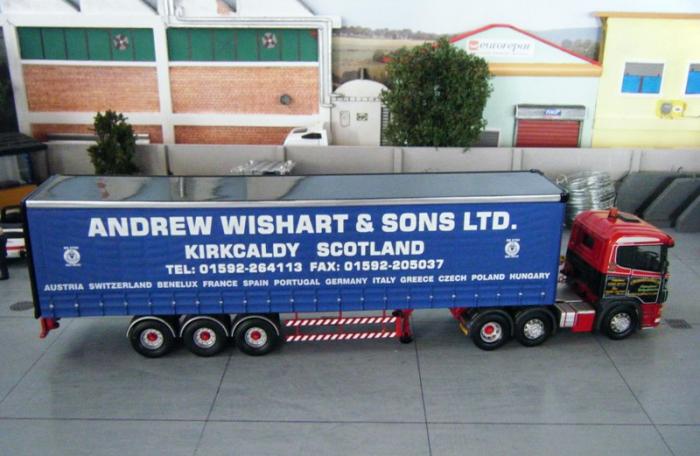 eurorepar
ANDREW WISHART & SONS LTD.
KIRKCALDY SCOTLAND
TEL: 01592-264113 FAX: 01592-205037
AUSTRIA SWITZERLAND BENELUX FRANCE SPAIN PORTUGAL GERMANY ITALY GREECE CZECH POLAND HUNGARY